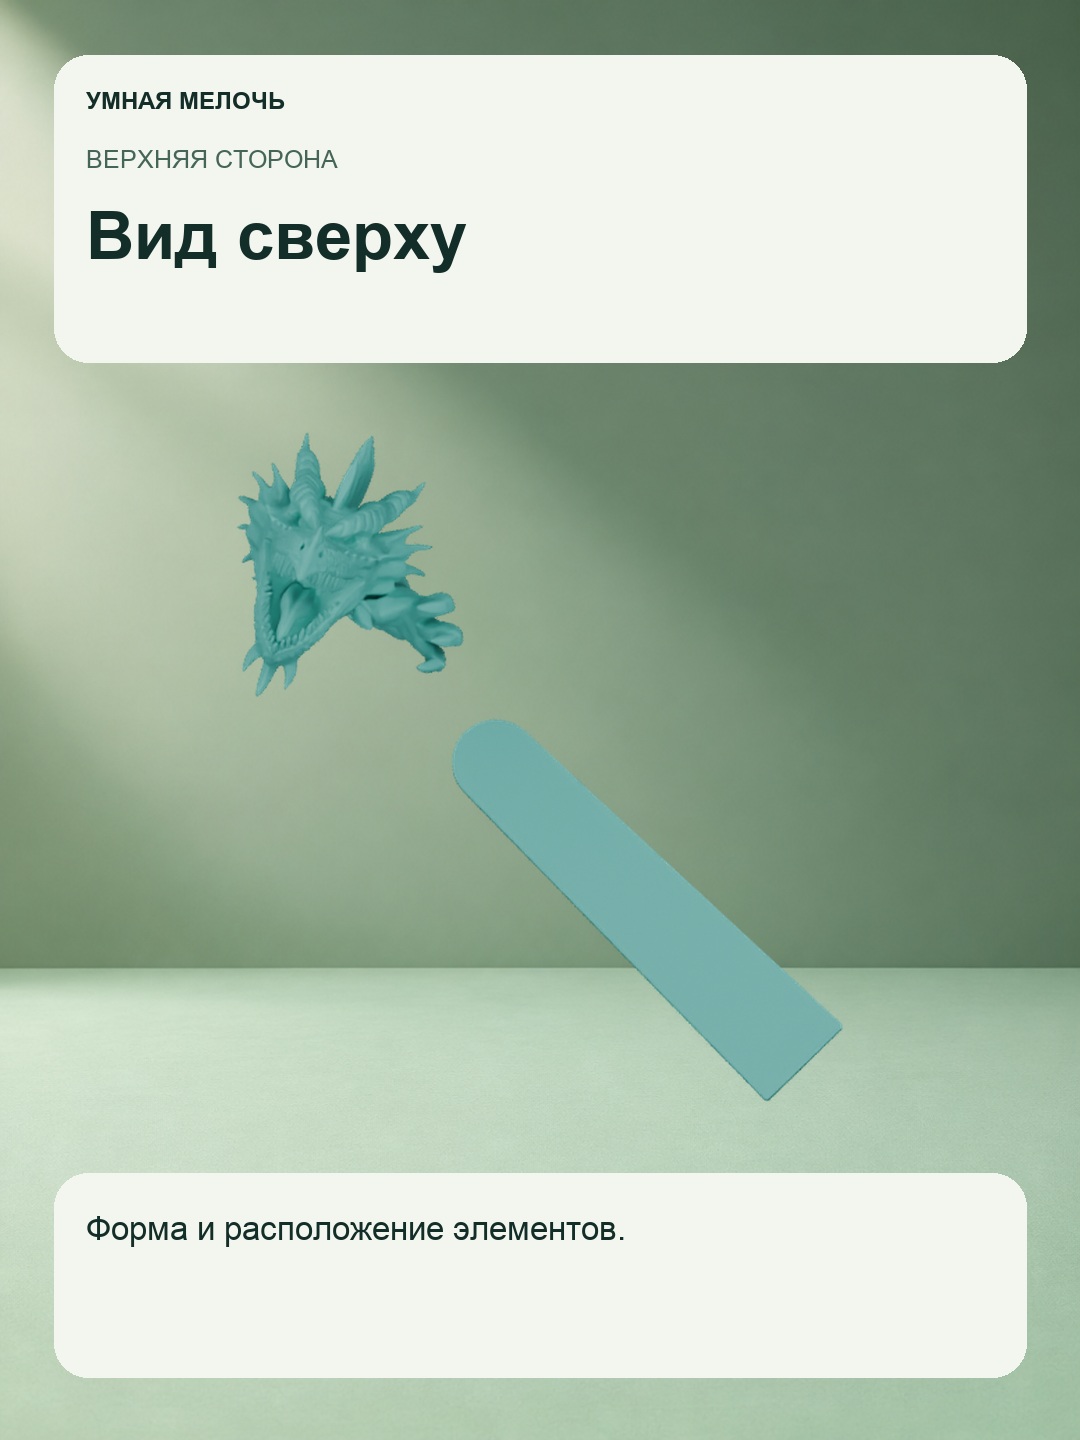 УМНАЯ МЕЛОЧЬ
ВЕРХНЯЯ СТОРОНА
Вид сверху
Форма и расположение элементов.